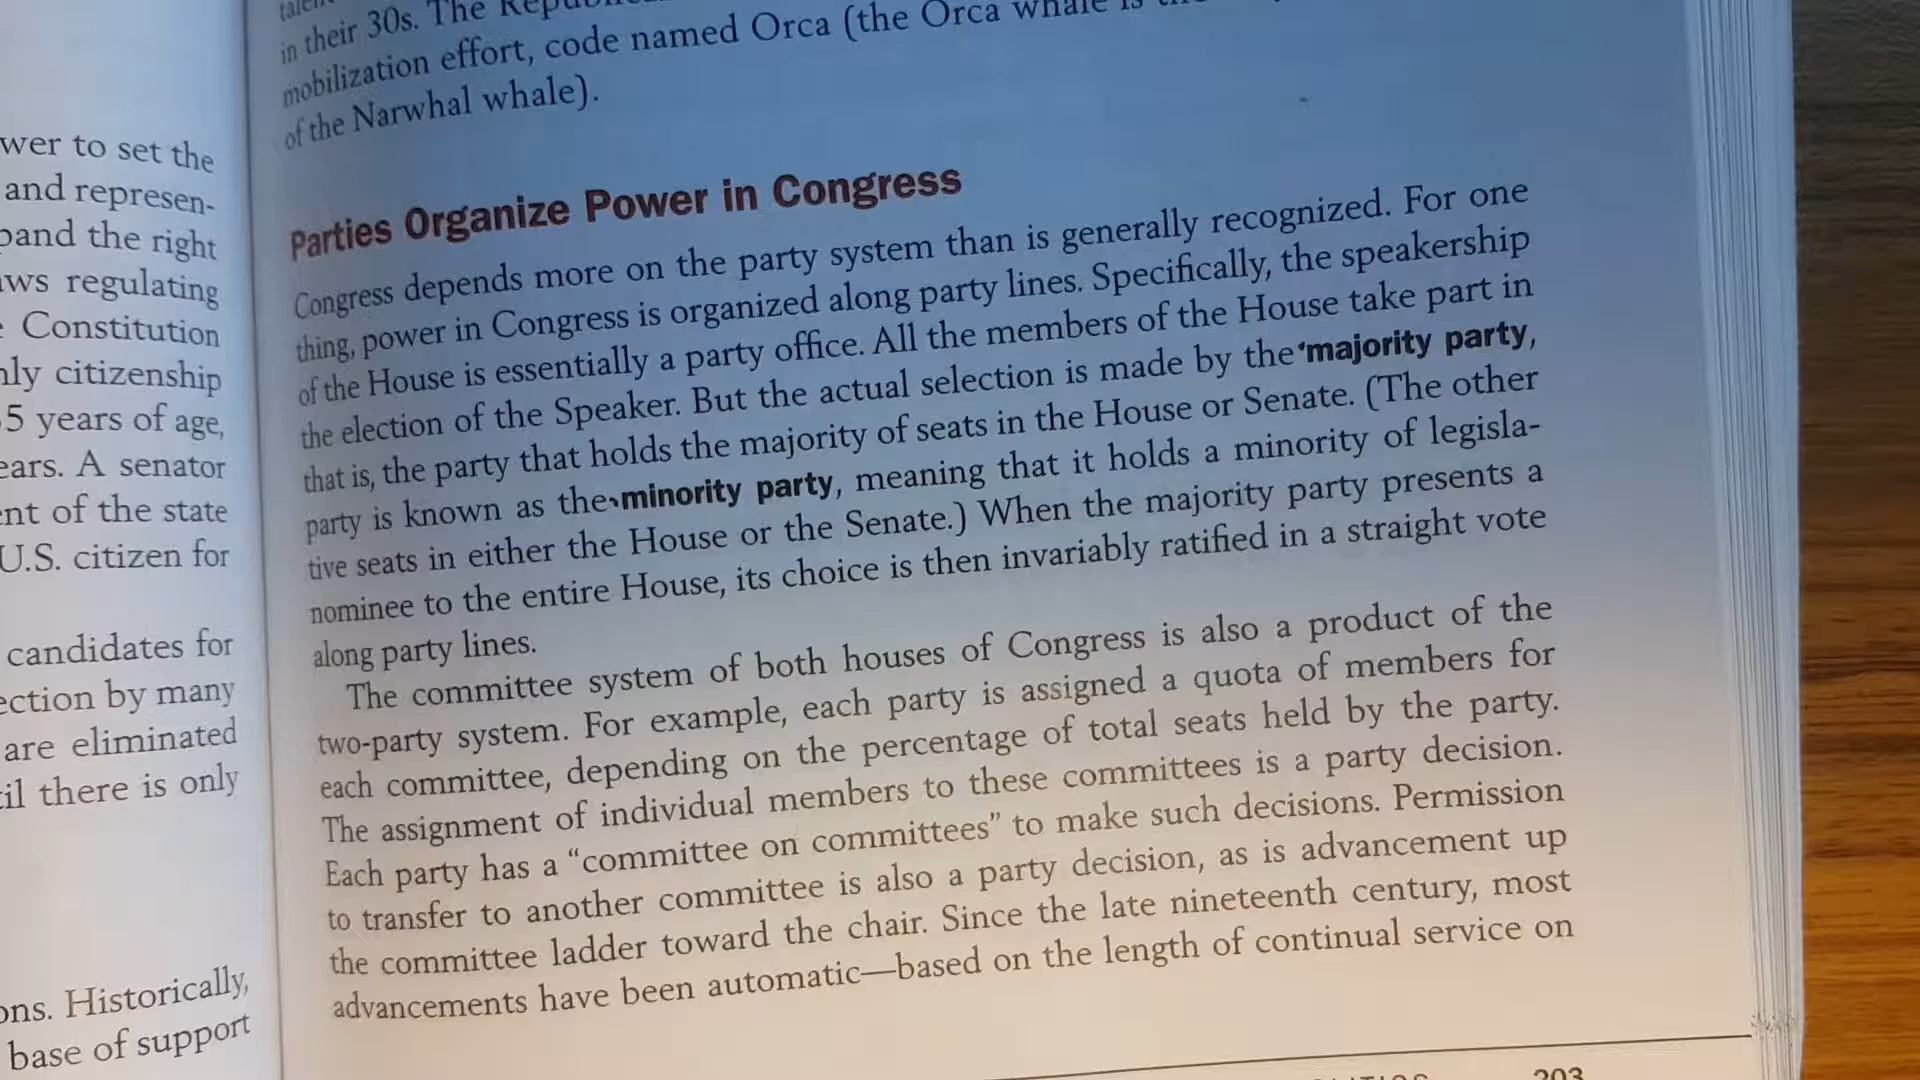 wer to set the
and represen-
pand the right
aws regulating
Constitution
nly citizenship
5 years of age,
ears. A senator
ent of the state
U.S. citizen for
candidates for
ection by many
are eliminated
til there is only
ons. Historically,
base of support
in their 30s. The
mobilization effort, code named Orca (the Orca whale is
of the Narwhal whale).
Parties Organize Power in Congress
Congress depends more on the party system than is generally recognized. For one
thing, power in Congress is organized along party lines. Specifically, the speakership
of the House is essentially a party office. All the members of the House take part in
the election of the Speaker. But the actual selection is made by the majority party,
that is, the party that holds the majority of seats in the House or Senate. (The other
party is known as the minority party, meaning that it holds a minority of legisla-
tive seats in either the House or the Senate.) When the majority party presents a
nominee to the entire House, its choice is then invariably ratified in a straight vote
along party lines.
The committee system of both houses of Congress is also a product of the
two-party system. For example, each party is assigned a quota of members for
each committee, depending on the percentage of total seats held by the party.
The assignment of individual members to these committees is a party decision.
Each party has a “committee on committees” to make such decisions. Permission
to transfer to another committee is also a party decision, as is advancement up
the committee ladder toward the chair. Since the late nineteenth century, most
advancements have been automatic—based on the length of continual service on
203